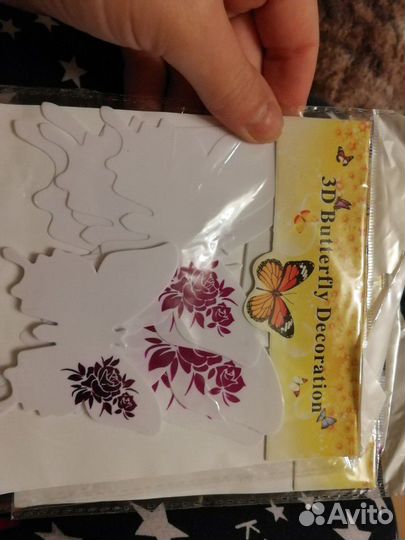 3D Butterfly Decoration
Avito